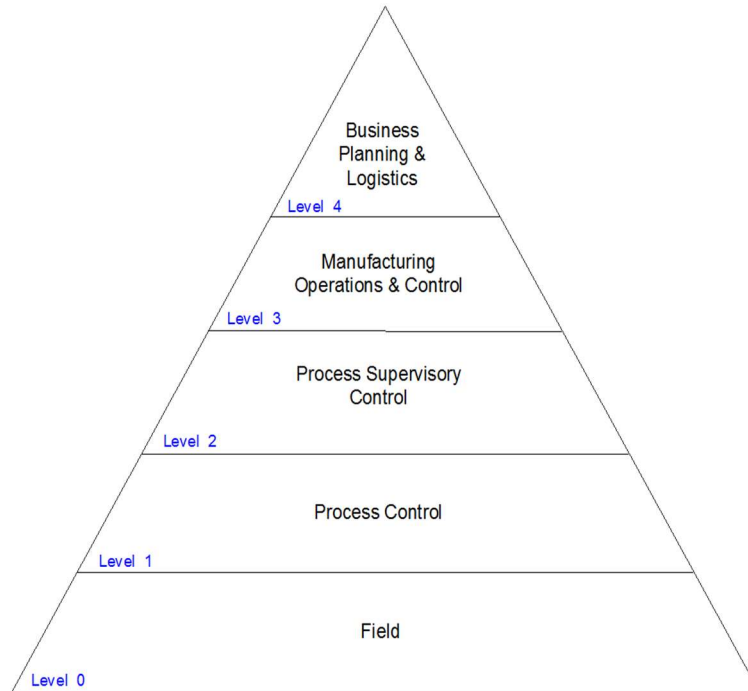 Business
Planning &
Logistics
Level 4
Manufacturing
Operations & Control
Level 3
Process Supervisory
Control
Level 2
Process Control
Level 1
Field
Level 0